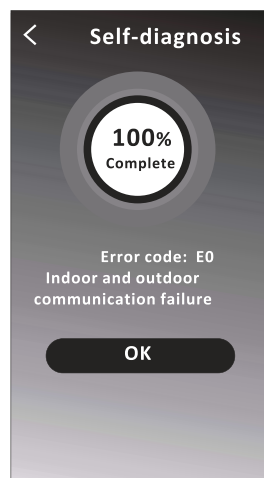 Self-diagnosis
100%
Complete
Error code: E0
Indoor and outdoor
communication failure
OK